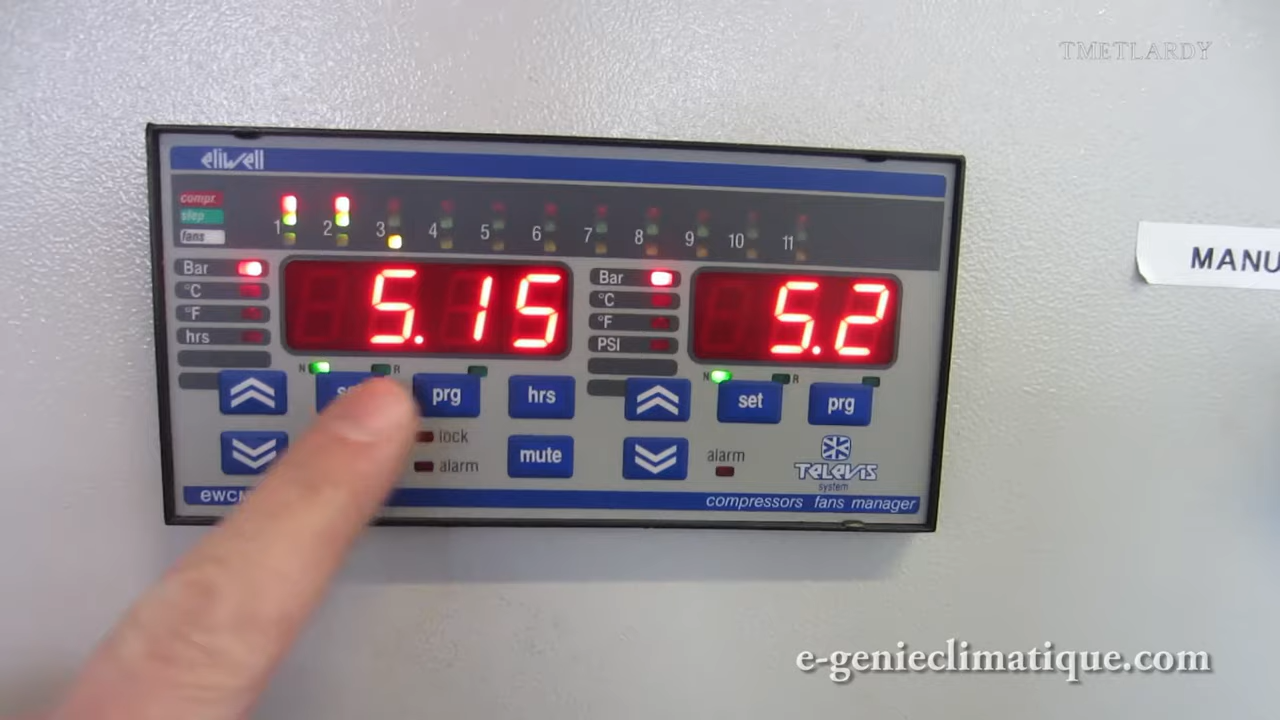 TMETLARDY
eliwell
compr.
step
fans
1 2 3 4 5 6 7 8 9 10 11
Bar
°C
°F
hrs
5.15
Bar
°C
°F
PSI
5.2
N R
N R
prg hrs
set prg
lock
alarm
mute
alarm
TELEVIS
system
compressors fans manager
MANU
e-genieclimatique.com